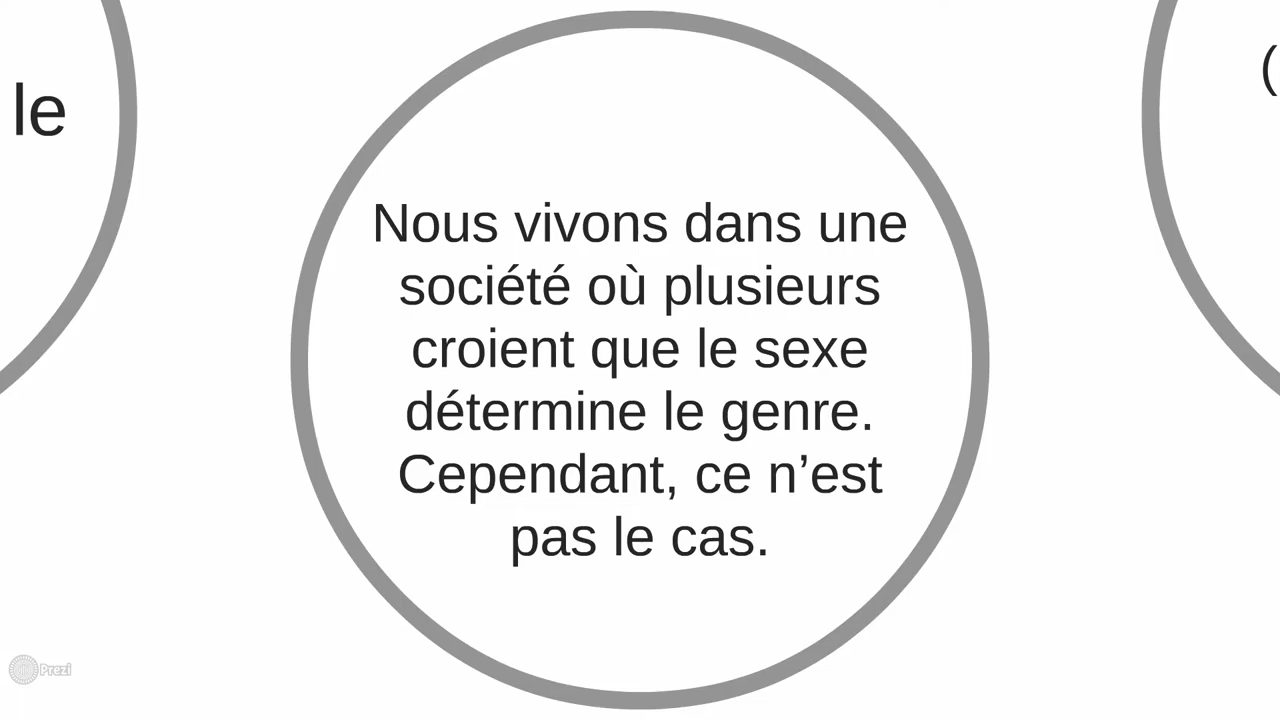 le
(
Nous vivons dans une
société où plusieurs
croient que le sexe
détermine le genre.
Cependant, ce n’est
pas le cas.
Prezi